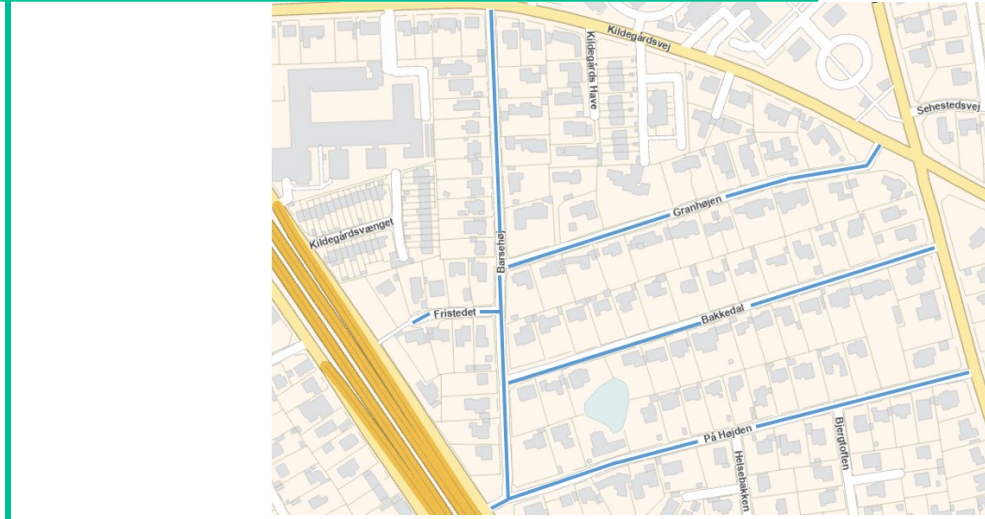 Kildegårdsvej
Kildegårds Have
Sehestedsvej
Granhøjen
Kildegårdsvænget
Barsehøj
Fristedet
Bakkedal
På Højden
Helsebakken
Bjergtoften